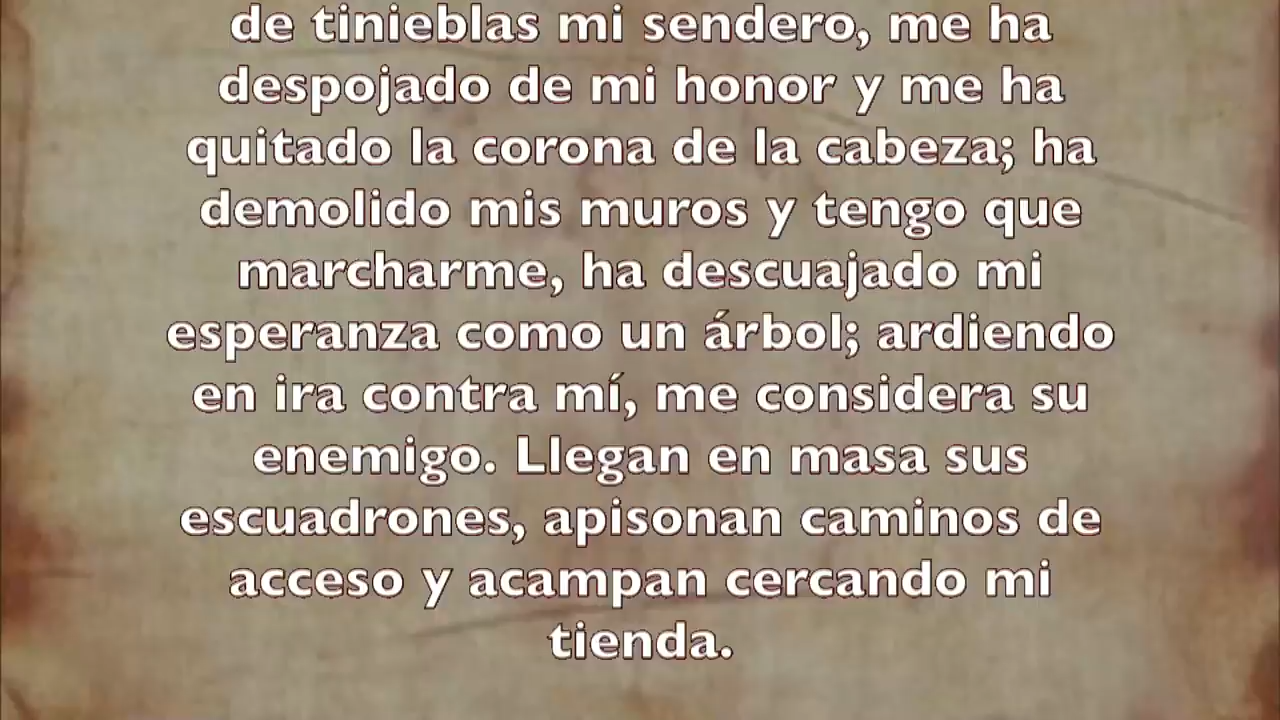 de tinieblas mi sendero, me ha
despojado de mi honor y me ha
quitado la corona de la cabeza; ha
demolido mis muros y tengo que
marcharme, ha descuajado mi
esperanza como un árbol; ardiendo
en ira contra mí, me considera su
enemigo. Llegan en masa sus
escuadrones, apisonan caminos de
acceso y acampan cercando mi
tienda.